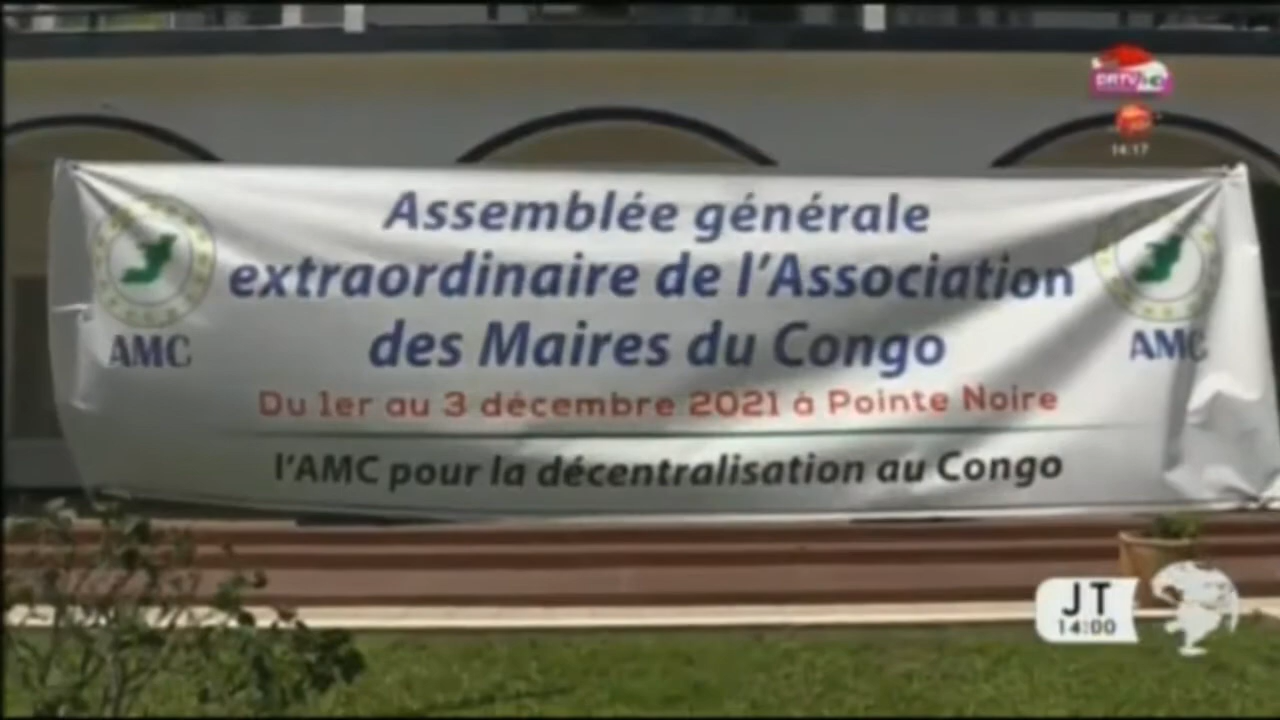 DRTV
14:17
Assemblée générale
extraordinaire de l'Association
des Maires du Congo
AMC
AMC
Du 1er au 3 décembre 2021 à Pointe Noire
l'AMC pour la décentralisation au Congo
JT
14:00